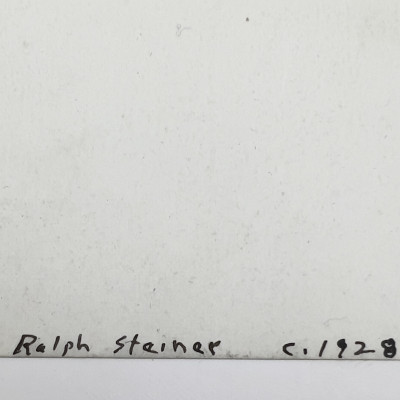 Ralph Steiner c. 1928